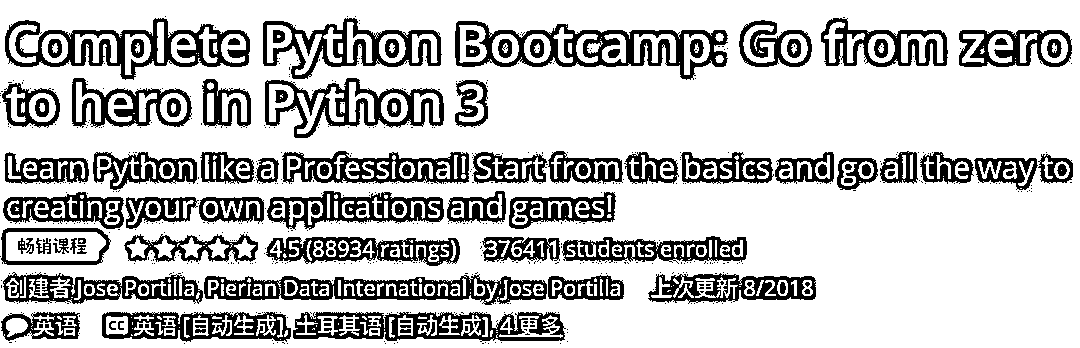 Complete Python Bootcamp: Go from zero
to hero in Python 3
Learn Python like a Professional! Start from the basics and go all the way to
creating your own applications and games!
畅销课程 4.5 (88934 ratings) 376411 students enrolled
创建者 Jose Portilla, Pierian Data International by Jose Portilla 上次更新 8/2018
英语 CC 英语 [自动生成], 土耳其语 [自动生成], 4 更多